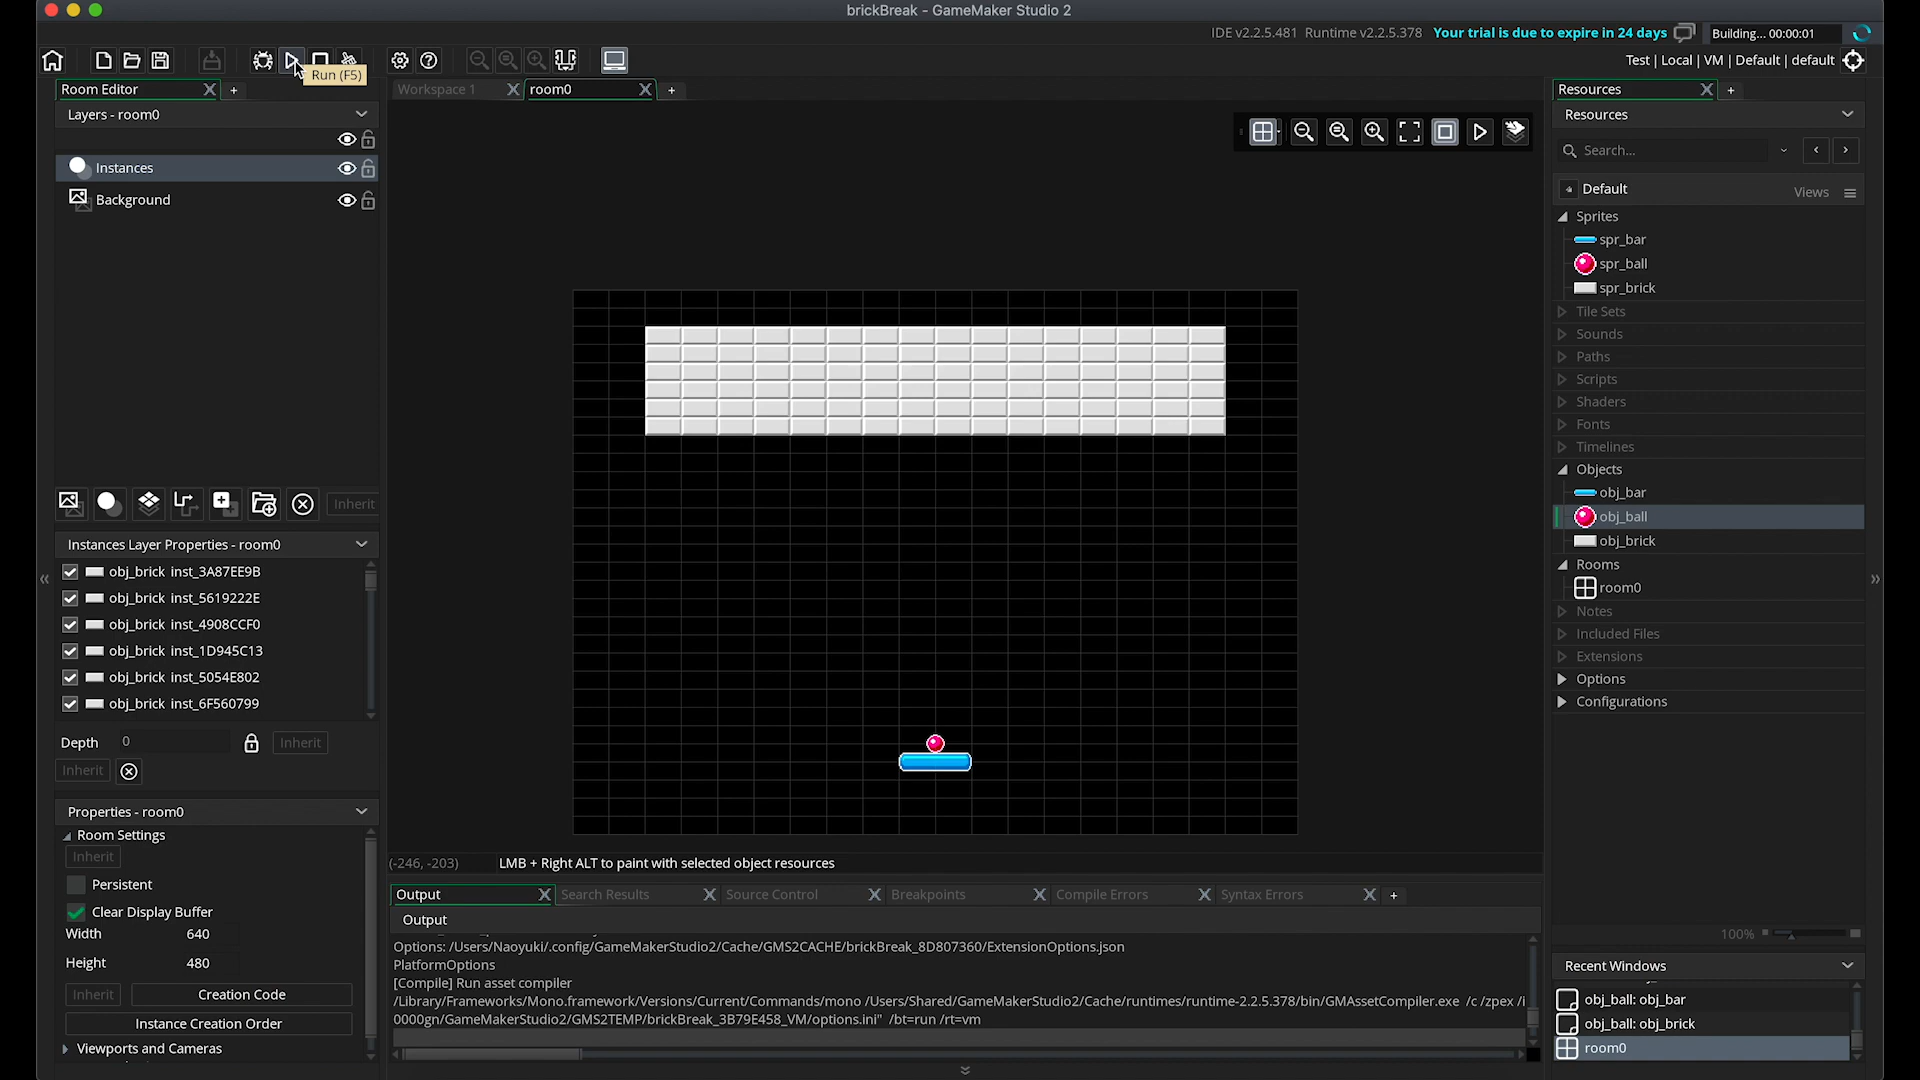 brickBreak - GameMaker Studio 2
IDE v2.2.5.481 Runtime v2.2.5.378 Your trial is due to expire in 24 days
Building... 00:00:01
Run (F5)
Test | Local | VM | Default | default
Room Editor
Workspace 1
room0
Resources
Layers - room0
Resources
Search...
Instances
Background
Default
Views
Sprites
spr_bar
spr_ball
spr_brick
Tile Sets
Sounds
Paths
Scripts
Shaders
Fonts
Timelines
Objects
obj_bar
obj_ball
obj_brick
Rooms
room0
Notes
Included Files
Extensions
Options
Configurations
Inherit
Instances Layer Properties - room0
obj_brick inst_3A87EE9B
obj_brick inst_5619222E
obj_brick inst_4908CCF0
obj_brick inst_1D945C13
obj_brick inst_5054E802
obj_brick inst_6F560799
Depth 0 Inherit
Inherit
Properties - room0
Room Settings
Inherit
Persistent
Clear Display Buffer
Width 640
Height 480
Inherit Creation Code
Instance Creation Order
Viewports and Cameras
(-246, -203) LMB + Right ALT to paint with selected object resources
Output Search Results Source Control Breakpoints Compile Errors Syntax Errors
Output
Options: /Users/Naoyuki/.config/GameMakerStudio2/Cache/GMS2CACHE/brickBreak_8D807360/ExtensionOptions.json
PlatformOptions
[Compile] Run asset compiler
/Library/Frameworks/Mono.framework/Versions/Current/Commands/mono /Users/Shared/GameMakerStudio2/Cache/runtimes/runtime-2.2.5.378/bin/GMAssetCompiler.exe /c /zpex /i
0000gn/GameMakerStudio2/GMS2TEMP/brickBreak_3B79E458_VM/options.ini" /bt=run /rt=vm
100%
Recent Windows
obj_ball: obj_bar
obj_ball: obj_brick
room0